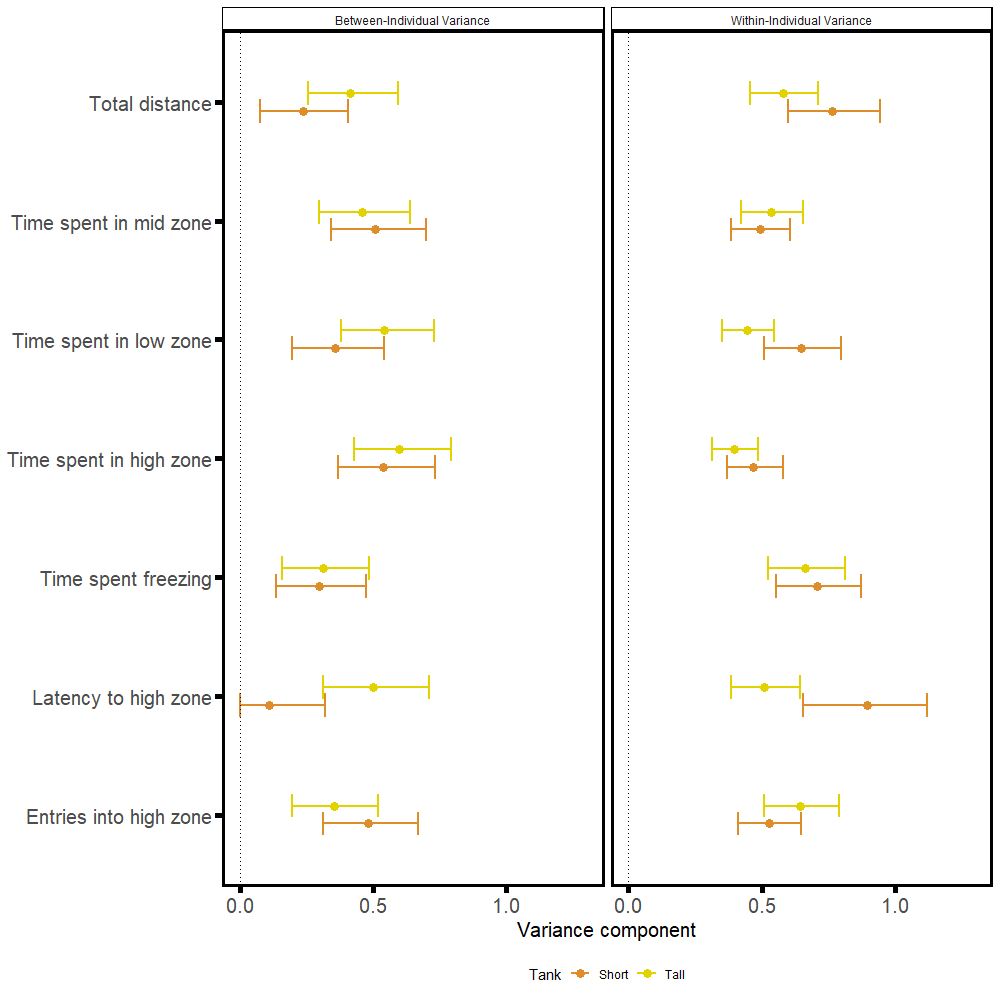 Between-Individual Variance
Within-Individual Variance
Total distance
Time spent in mid zone
Time spent in low zone
Time spent in high zone
Time spent freezing
Latency to high zone
Entries into high zone
0.0 0.5 1.0 0.0 0.5 1.0
Variance component
Tank Short Tall